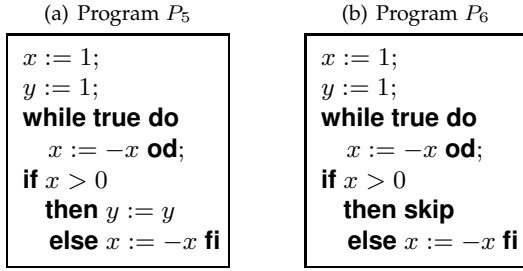 (a) Program P₅
x := 1;
y := 1;
while true do
x := −x od;
if x > 0
then y := y
else x := −x fi
(b) Program P₆
x := 1;
y := 1;
while true do
x := −x od;
if x > 0
then skip
else x := −x fi